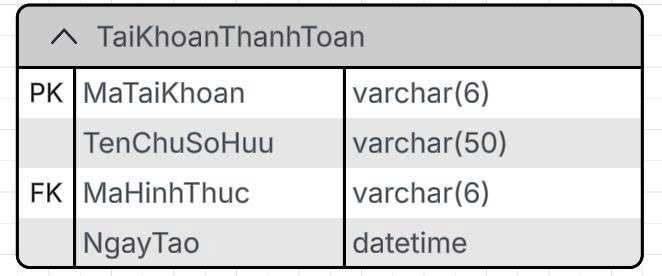 TaiKhoanThanhToan
PK MaTaiKhoan varchar(6)
TenChuSoHuu varchar(50)
FK MaHinhThuc varchar(6)
NgayTao datetime